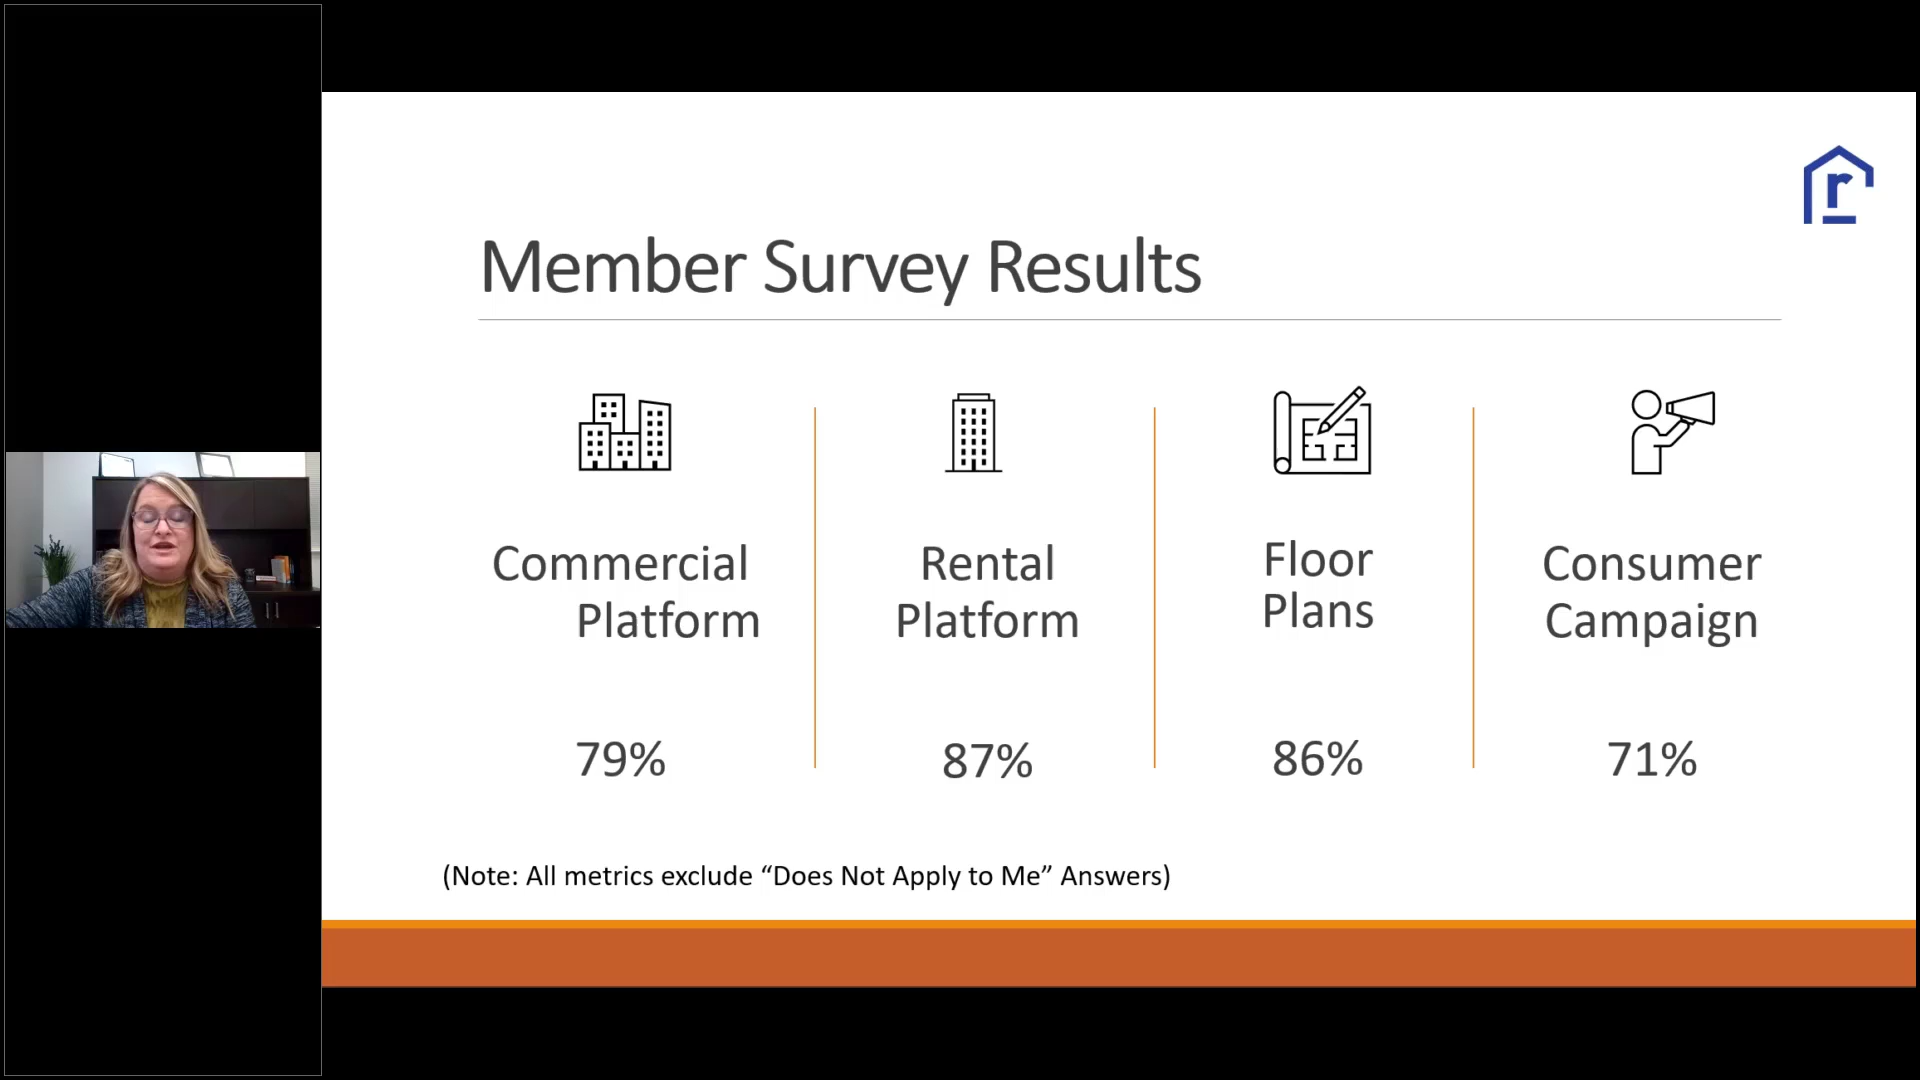 r
Member Survey Results
Commercial
Platform
79%
Rental
Platform
87%
Floor
Plans
86%
Consumer
Campaign
71%
(Note: All metrics exclude “Does Not Apply to Me” Answers)